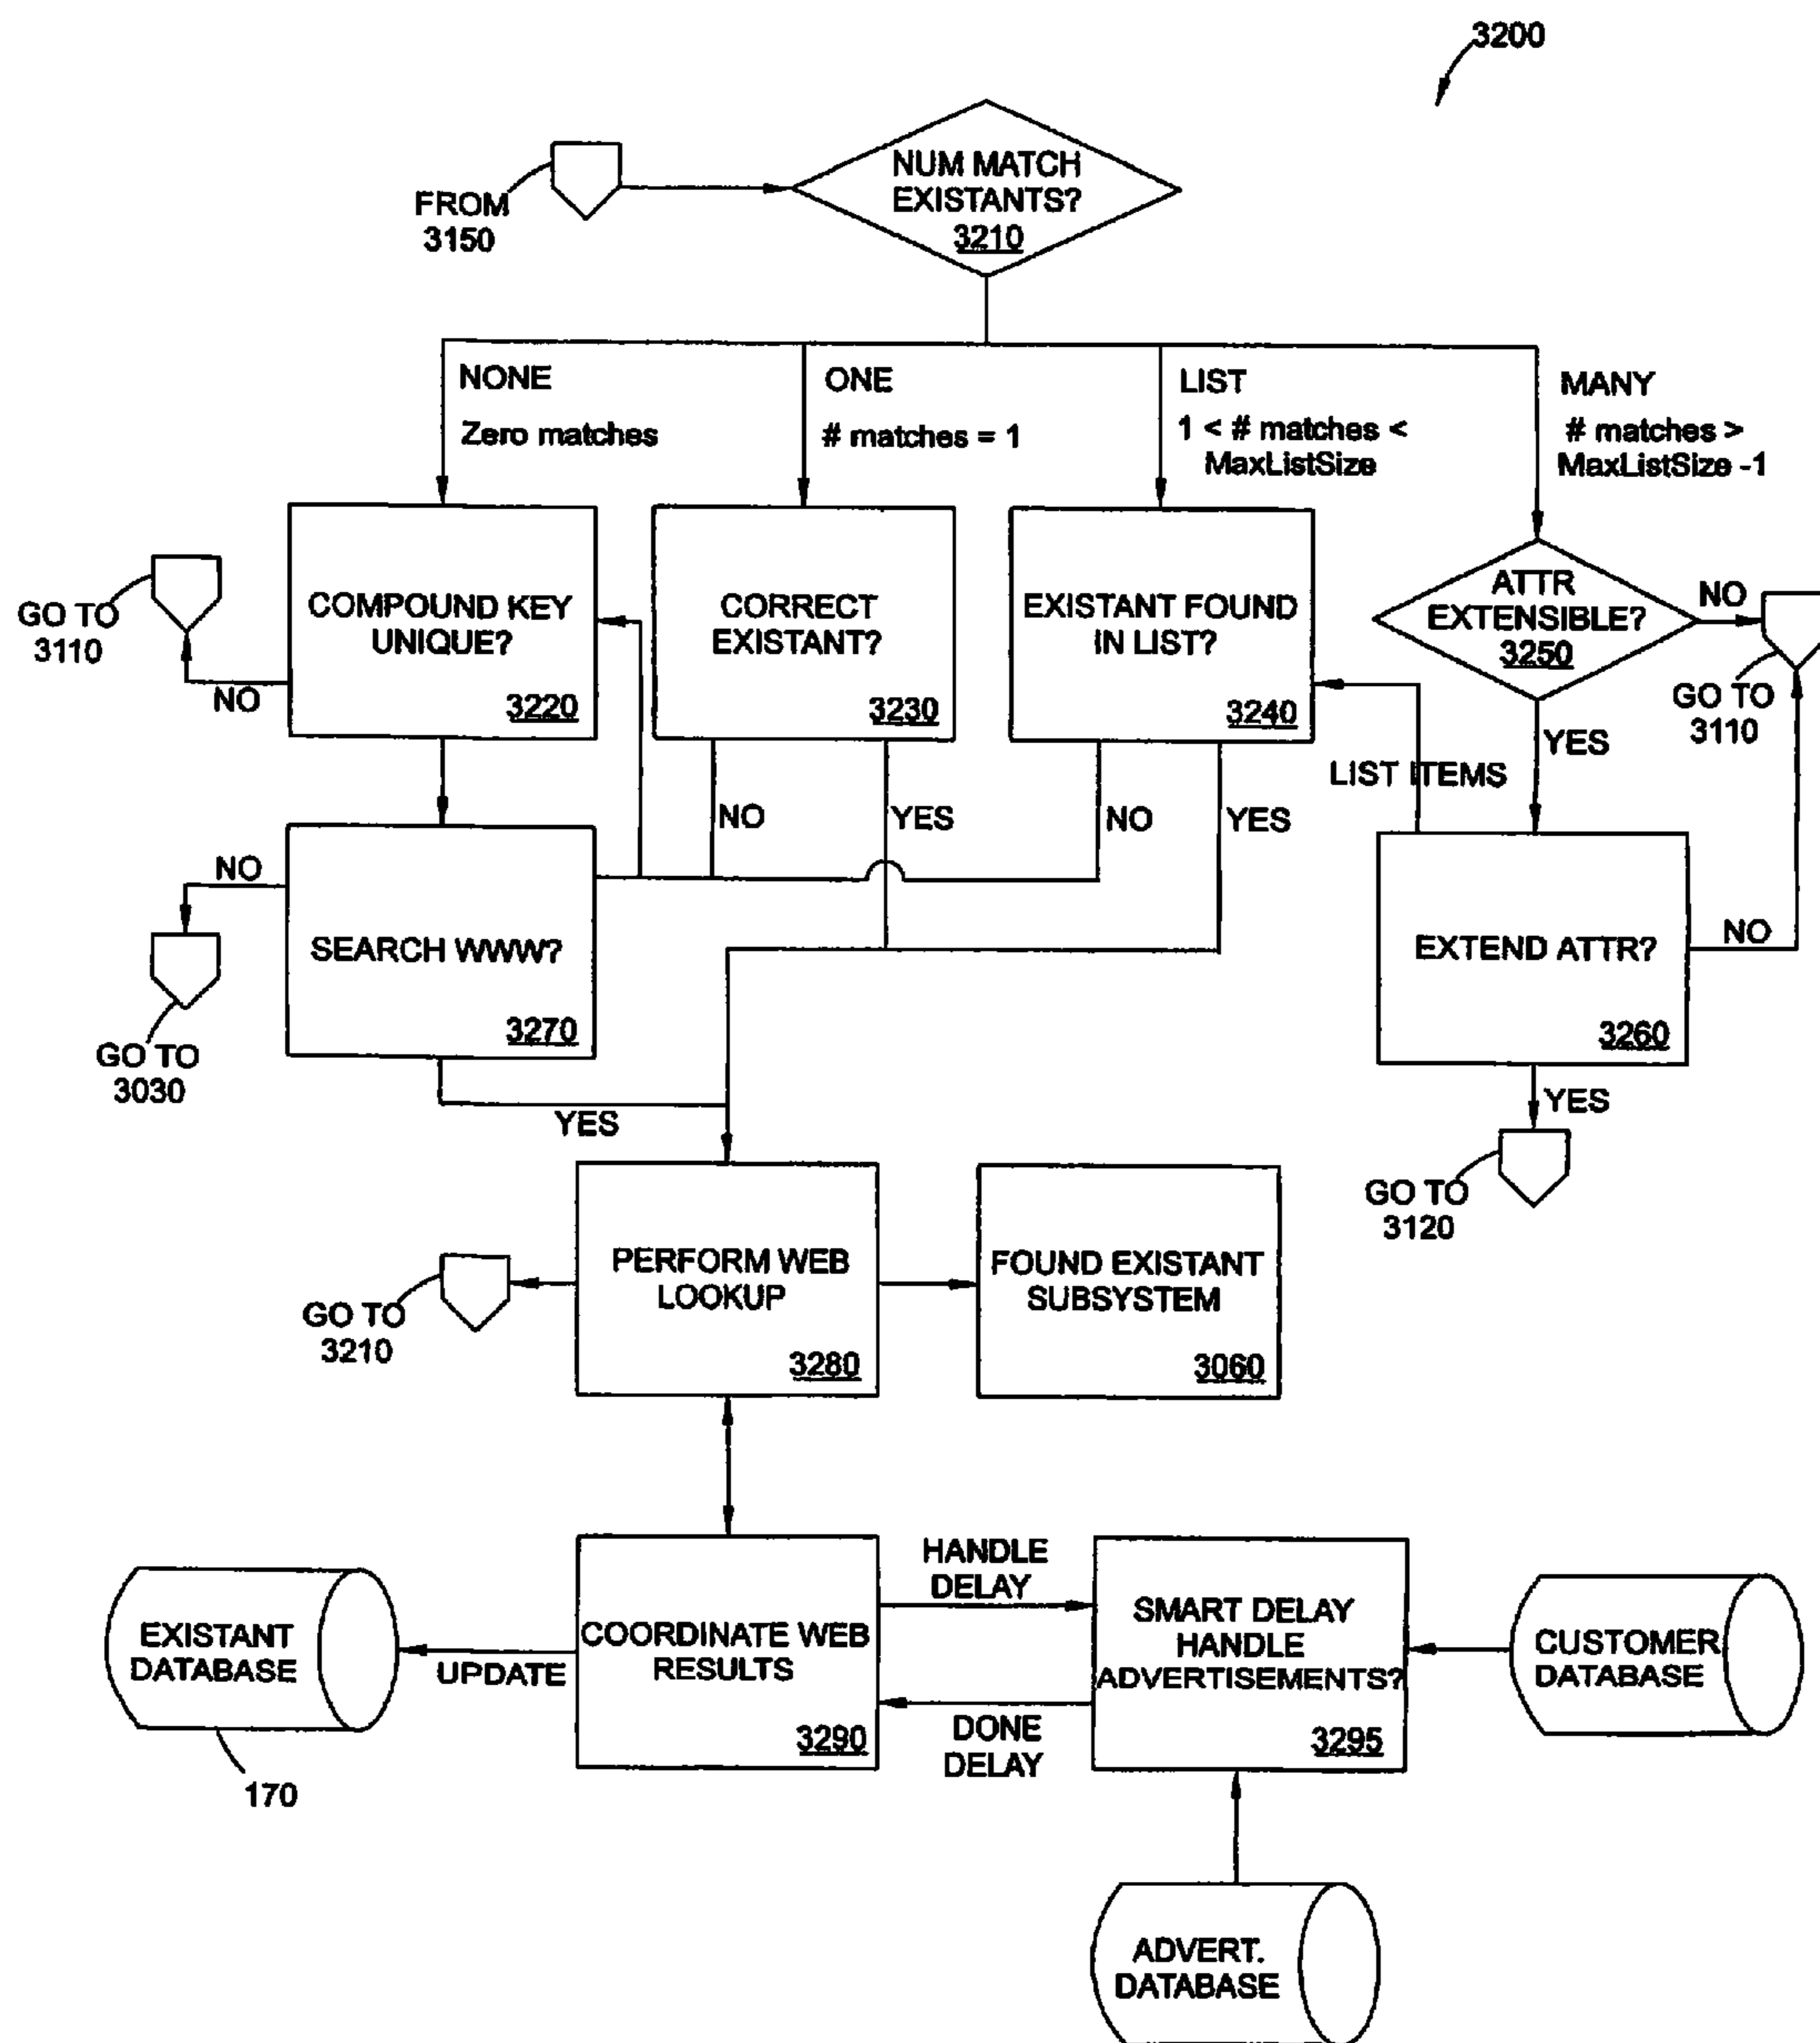 3200
NUM MATCH
EXISTANTS?
3210
FROM
3150
NONE
Zero matches
ONE
# matches = 1
LIST
1 < # matches <
MaxListSize
MANY
# matches >
MaxListSize -1
GO TO
3110
NO
COMPOUND KEY
UNIQUE?
3220
CORRECT
EXISTANT?
3230
EXISTANT FOUND
IN LIST?
3240
ATTR
EXTENSIBLE?
3250
NO
GO TO
3110
YES
LIST ITEMS
NO
YES
NO
YES
NO
GO TO
3030
SEARCH WWW?
3270
YES
EXTEND ATTR?
3260
NO
YES
GO TO
3120
GO TO
3210
PERFORM WEB
LOOKUP
3280
FOUND EXISTANT
SUBSYSTEM
3060
EXISTANT
DATABASE
170
UPDATE
COORDINATE WEB
RESULTS
3290
HANDLE
DELAY
DONE
DELAY
SMART DELAY
HANDLE
ADVERTISEMENTS?
3295
CUSTOMER
DATABASE
ADVERT.
DATABASE